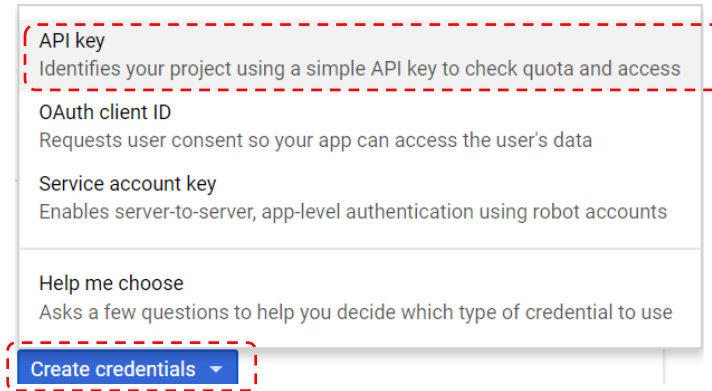 API key
Identifies your project using a simple API key to check quota and access
OAuth client ID
Requests user consent so your app can access the user's data
Service account key
Enables server-to-server, app-level authentication using robot accounts
Help me choose
Asks a few questions to help you decide which type of credential to use
Create credentials